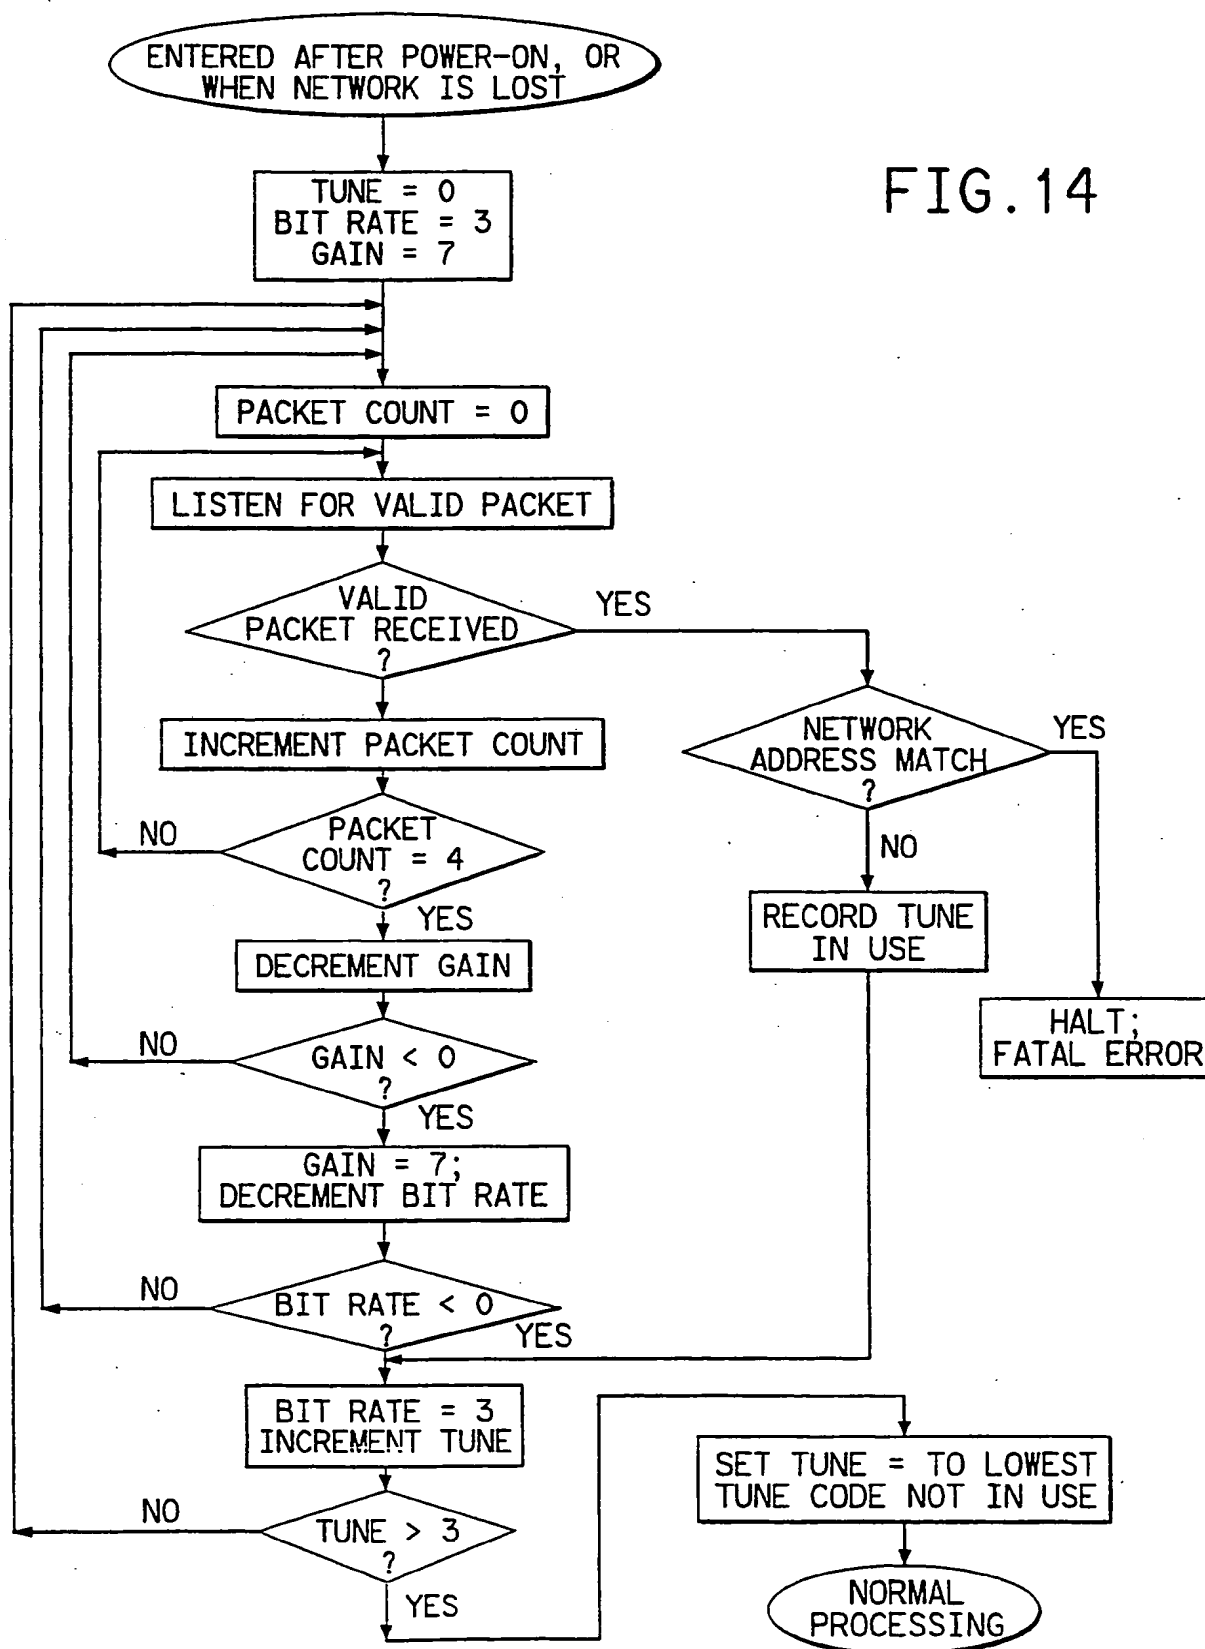 ENTERED AFTER POWER-ON, OR
WHEN NETWORK IS LOST
FIG.14
TUNE = 0
BIT RATE = 3
GAIN = 7
PACKET COUNT = 0
LISTEN FOR VALID PACKET
VALID
PACKET RECEIVED
?
YES
INCREMENT PACKET COUNT
NETWORK
ADDRESS MATCH
?
YES
NO
PACKET
COUNT = 4
?
NO
YES
RECORD TUNE
IN USE
DECREMENT GAIN
HALT;
FATAL ERROR
GAIN < 0
?
NO
YES
GAIN = 7;
DECREMENT BIT RATE
BIT RATE < 0
?
NO
YES
BIT RATE = 3
INCREMENT TUNE
SET TUNE = TO LOWEST
TUNE CODE NOT IN USE
TUNE > 3
?
NO
YES
NORMAL
PROCESSING